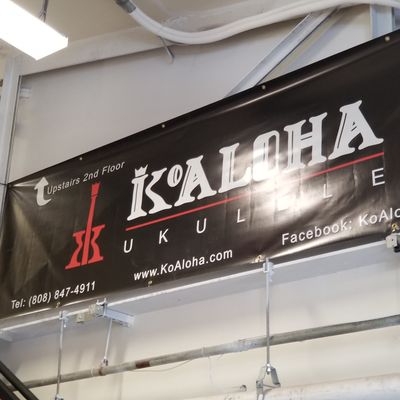 Upstairs 2nd Floor
KoALOHA
UKULELE
www.KoAloha.com
Facebook: KoAl
Tel: (808) 847-4911